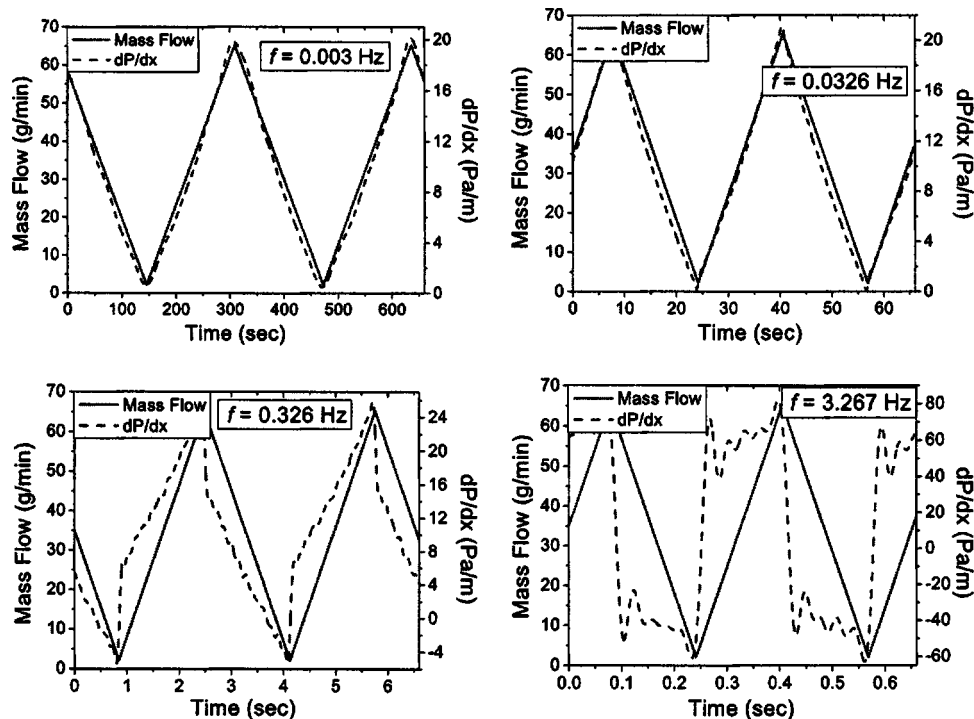 Mass Flow
dP/dx
f = 0.003 Hz
Mass Flow (g/min)
70
60
50
40
30
20
10
0
20
16
12
8
4
0
dP/dx (Pa/m)
0 100 200 300 400 500 600
Time (sec)
Mass Flow
dP/dx
f = 0.0326 Hz
Mass Flow (g/min)
70
60
50
40
30
20
10
0
20
16
12
8
4
0
dP/dx (Pa/m)
0 10 20 30 40 50 60
Time (sec)
Mass Flow
dP/dx
f = 0.326 Hz
Mass Flow (g/min)
70
60
50
40
30
20
10
0
24
20
16
12
8
4
0
-4
dP/dx (Pa/m)
0 1 2 3 4 5 6
Time (sec)
Mass Flow
dP/dx
f = 3.267 Hz
Mass Flow (g/min)
70
60
50
40
30
20
10
0
80
60
40
20
0
-20
-40
-60
dP/dx (Pa/m)
0.0 0.1 0.2 0.3 0.4 0.5 0.6
Time (sec)